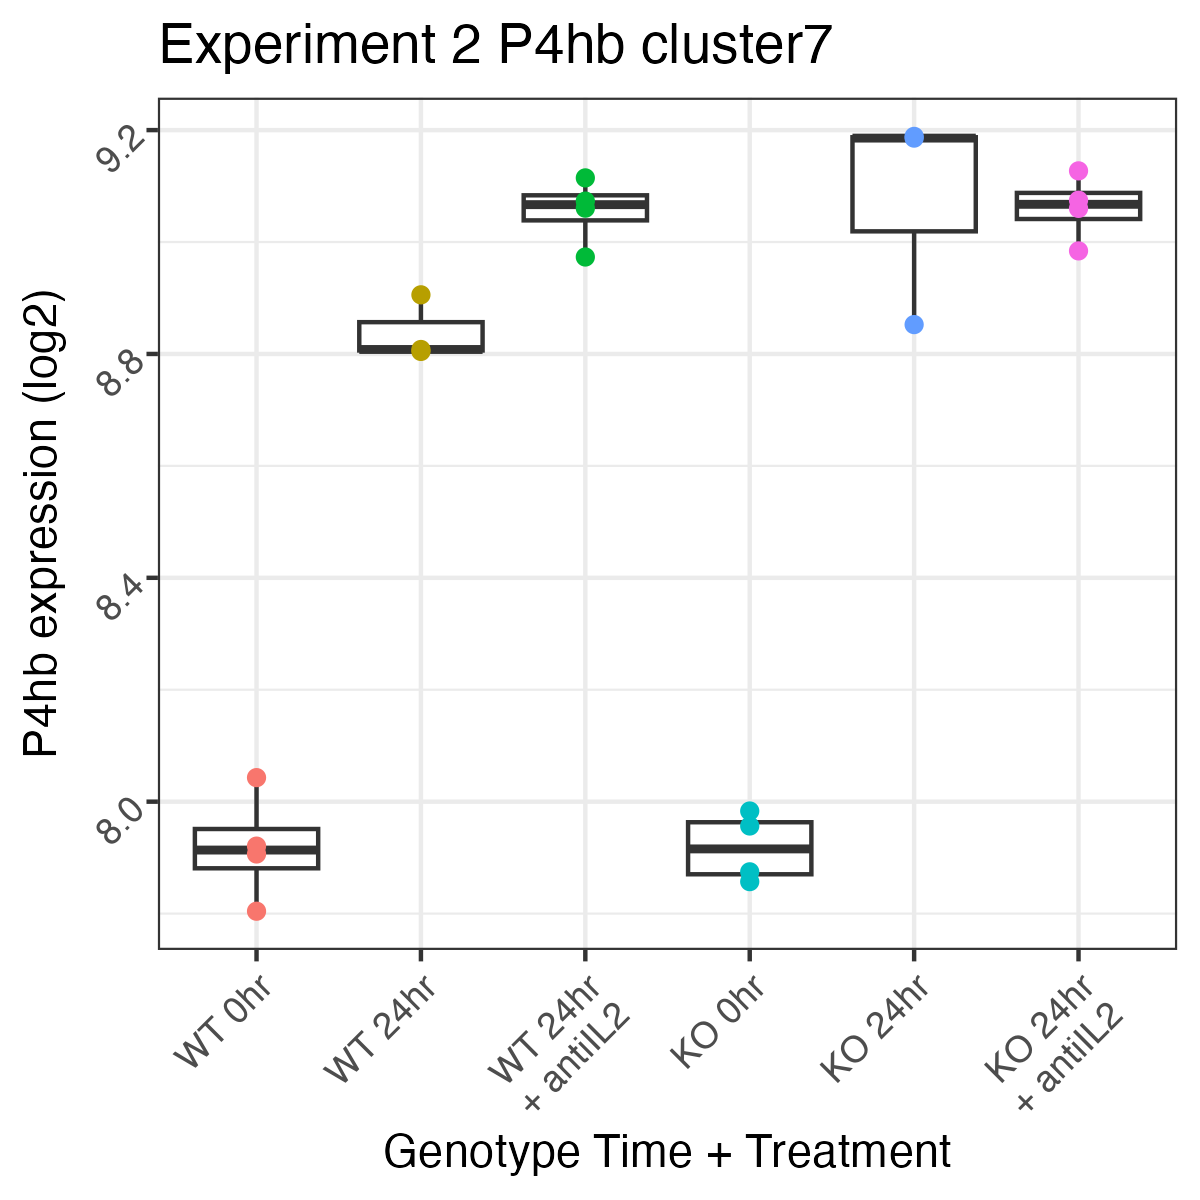 Experiment 2 P4hb cluster7
P4hb expression (log2)
9.2
8.8
8.4
8.0
WT 0hr
WT 24hr
WT 24hr
+ antiIL2
KO 0hr
KO 24hr
KO 24hr
+ antiIL2
Genotype Time + Treatment